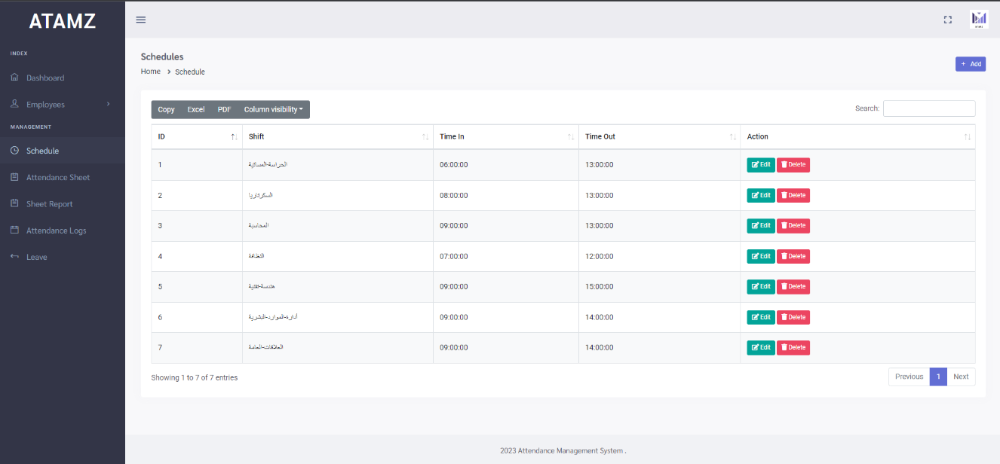 ATAMZ
INDEX
Dashboard
Employees
MANAGEMENT
Schedule
Attendance Sheet
Sheet Report
Attendance Logs
Leave
Schedules
Home > Schedule
+ Add
Copy Excel PDF Column visibility
Search:
ID Shift Time In Time Out Action
1 الحراسة-المسائية 06:00:00 13:00:00 Edit Delete
2 السكرتاريا 08:00:00 13:00:00 Edit Delete
3 المحاسبة 09:00:00 13:00:00 Edit Delete
4 النظافة 07:00:00 12:00:00 Edit Delete
5 هندسة-تقنية 09:00:00 15:00:00 Edit Delete
6 أدارة-الموارد-البشرية 09:00:00 14:00:00 Edit Delete
7 العلاقات-العامة 09:00:00 14:00:00 Edit Delete
Showing 1 to 7 of 7 entries
Previous 1 Next
2023 Attendance Management System .